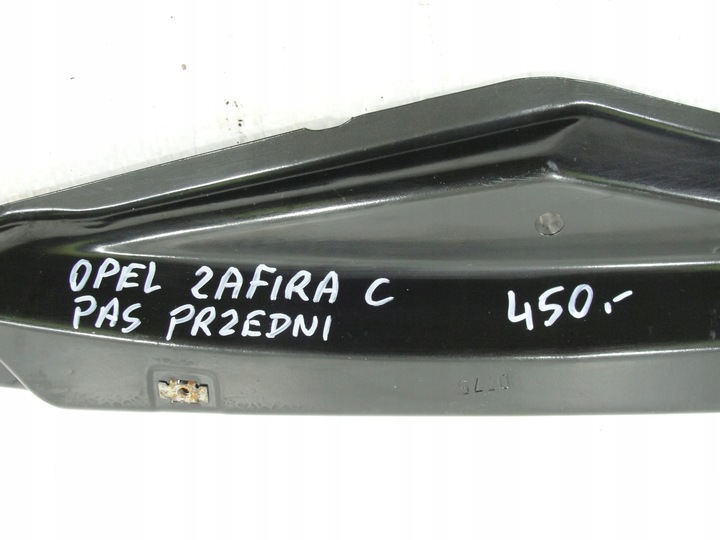 OPEL ZAFIRA C
PAS PRZEDNI
450.-